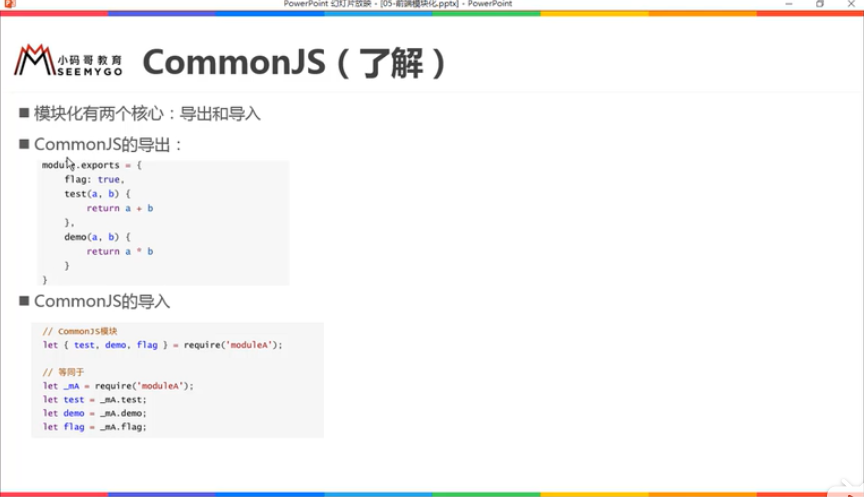 PowerPoint 幻灯片放映 - [05-前端模块化.pptx] - PowerPoint
小码哥教育
SEEMYGO
CommonJS（了解）
■ 模块化有两个核心：导出和导入
■ CommonJS的导出：
module.exports = {
    flag: true,
    test(a, b) {
        return a + b
    },
    demo(a, b) {
        return a * b
    }
}
■ CommonJS的导入
// CommonJS模块
let { test, demo, flag } = require('moduleA');
// 等同于
let _mA = require('moduleA');
let test = _mA.test;
let demo = _mA.demo;
let flag = _mA.flag;